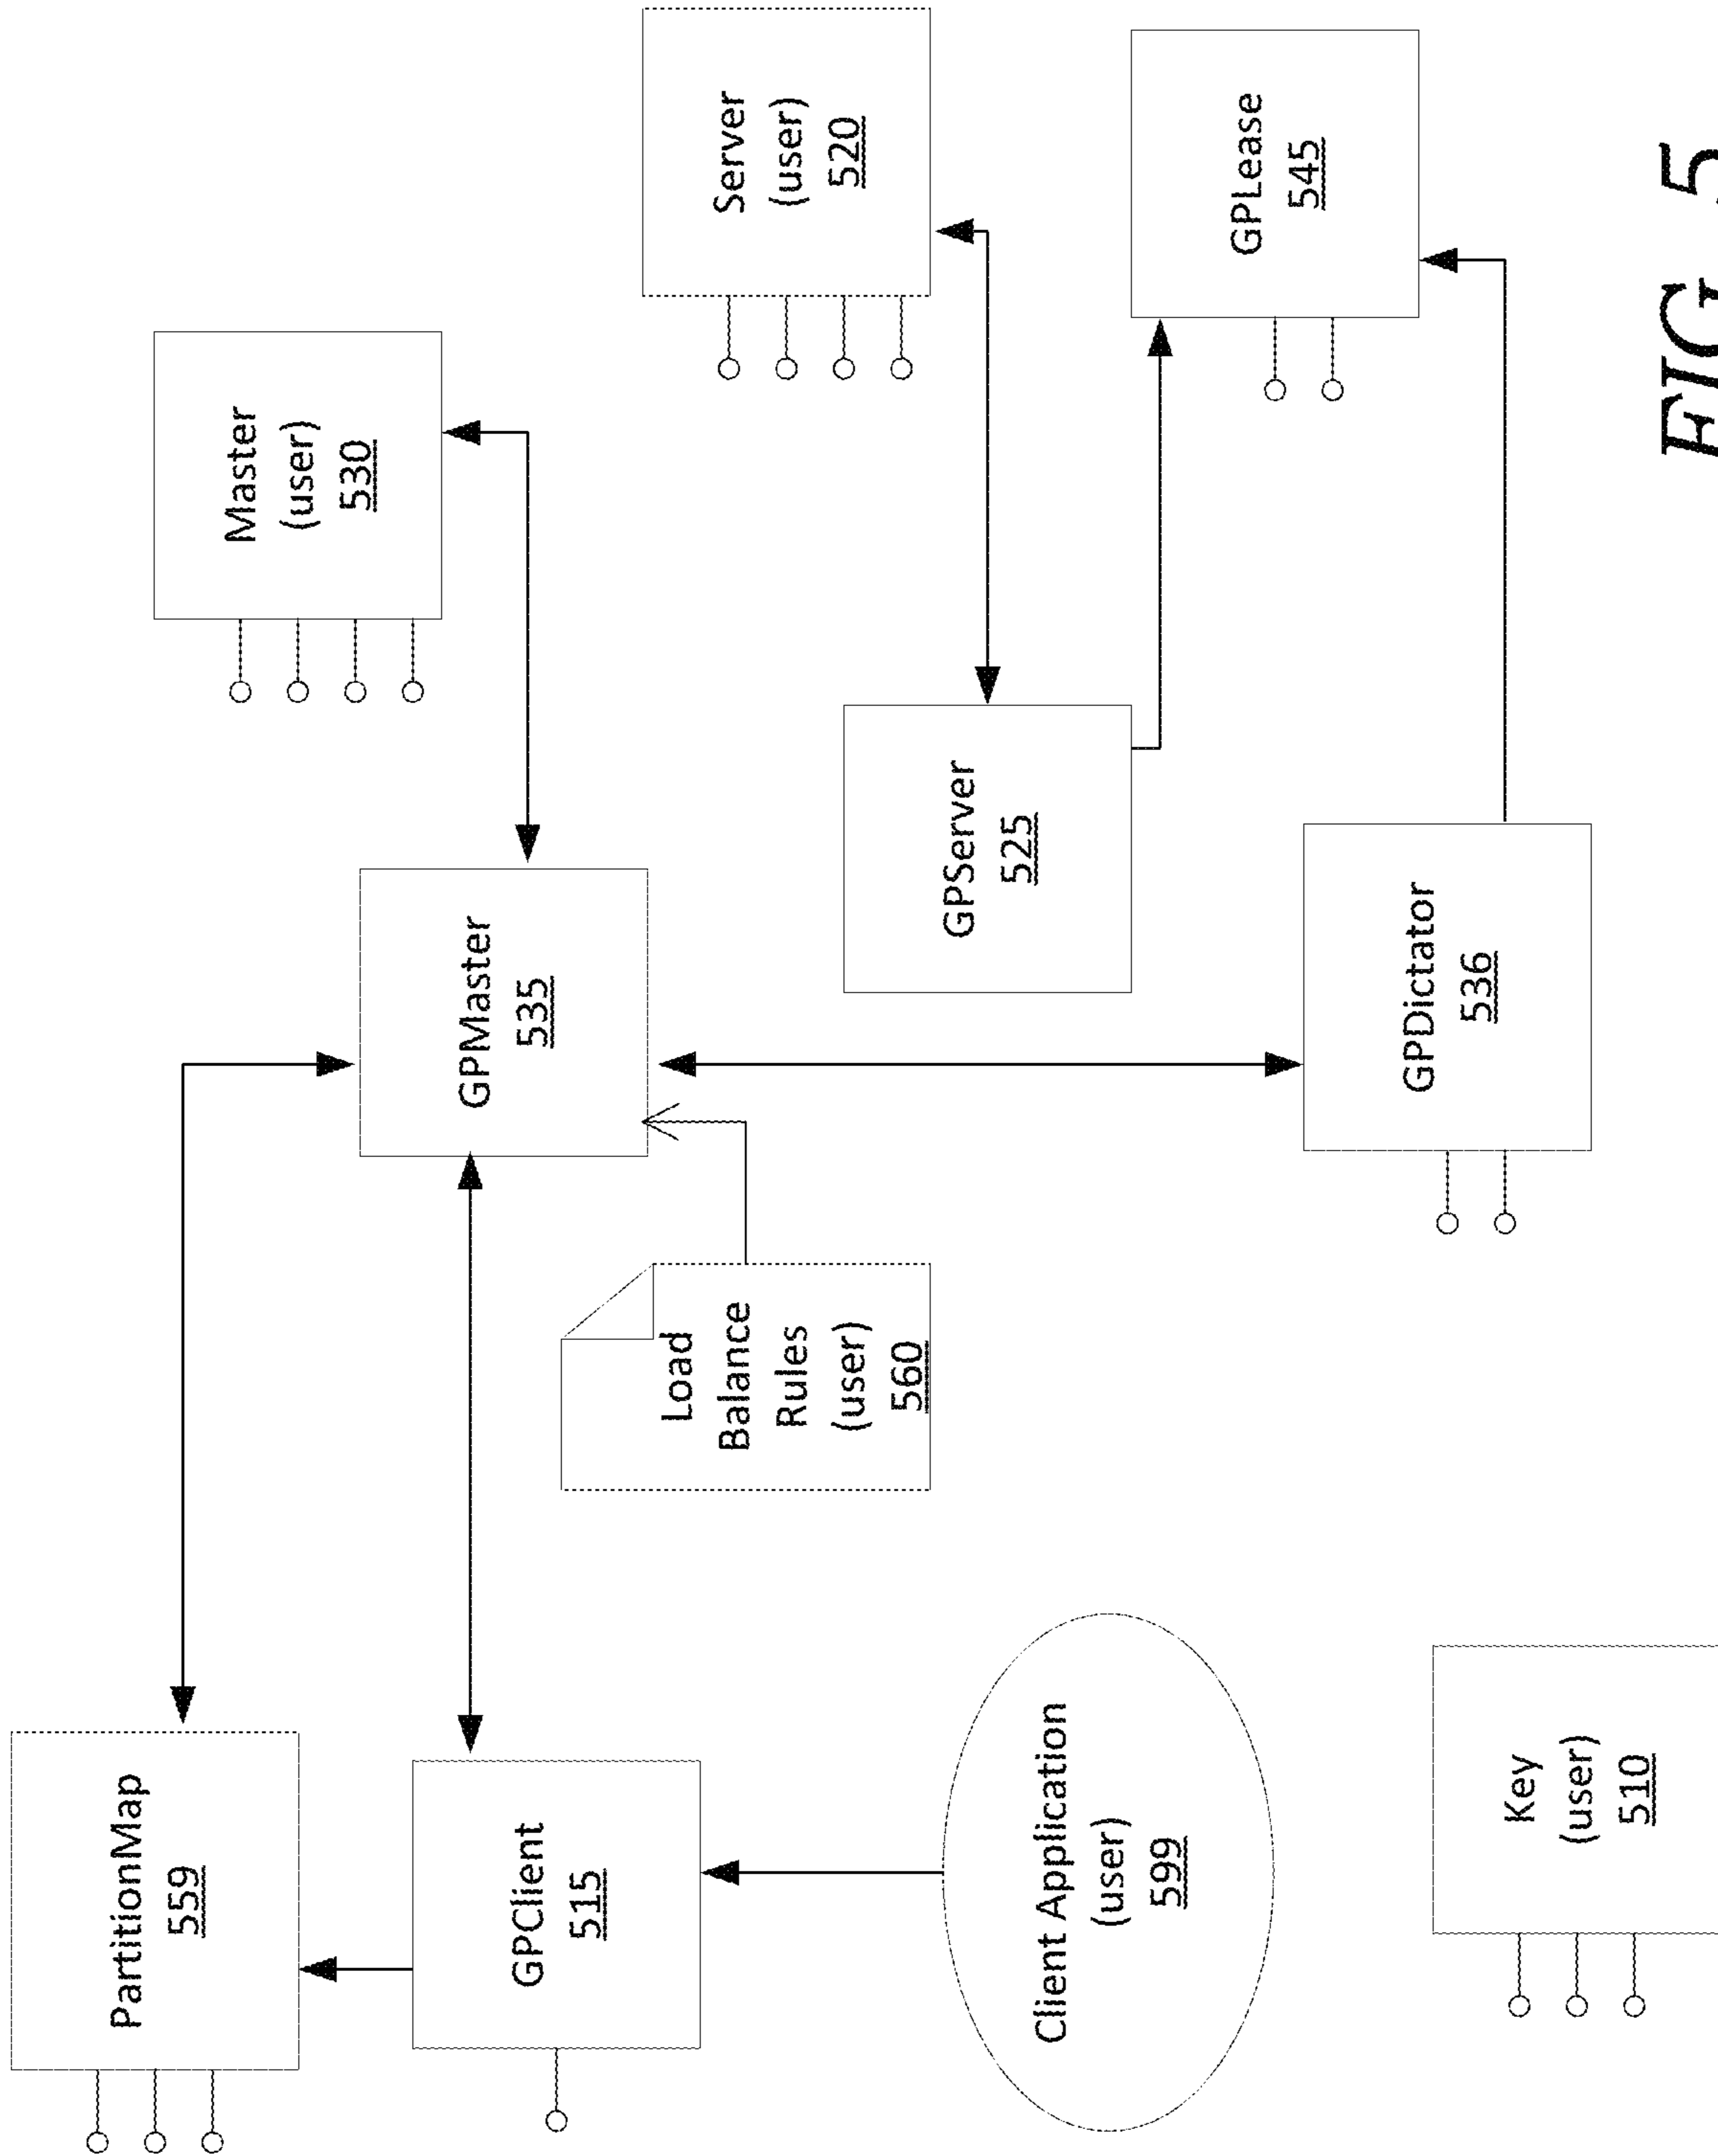 PartitionMap
559
GPClient
515
Client Application
(user)
599
Key
(user)
510
Load
Balance
Rules
(user)
560
GPMaster
535
GPDictator
536
GPServer
525
Master
(user)
530
Server
(user)
520
GPLease
545
FIG. 5